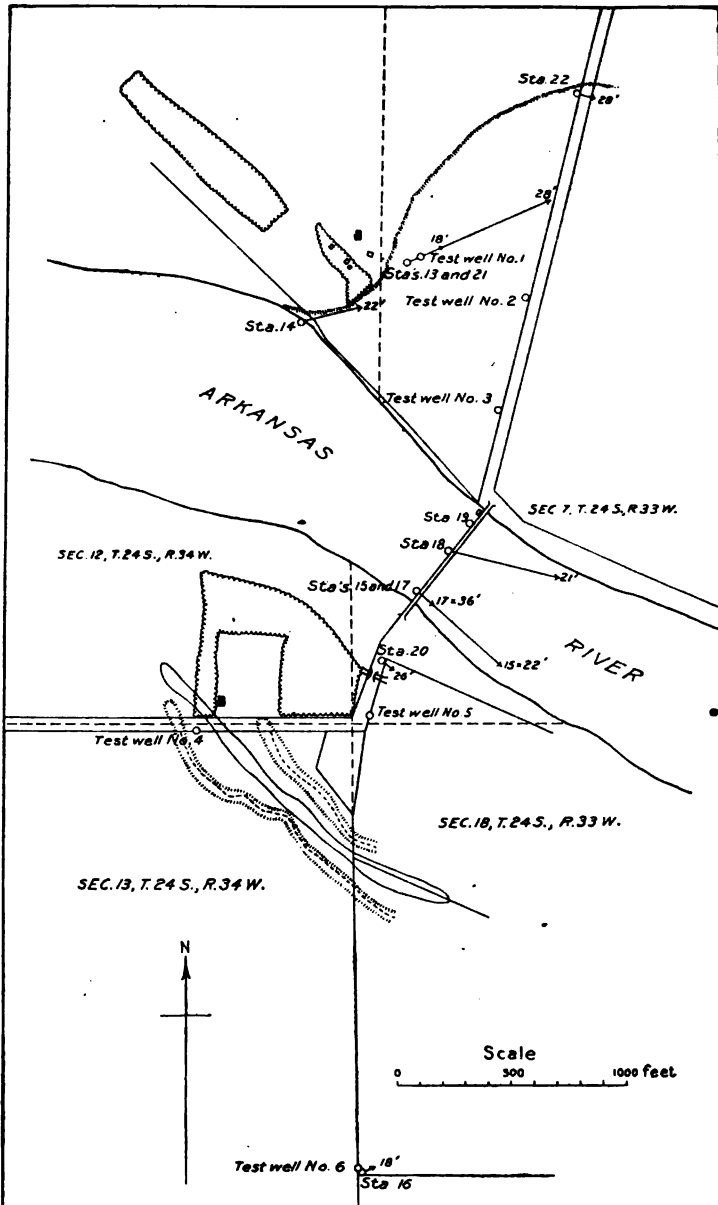 Sta. 22
28'
28'
18'
Test well No. 1
Sta's. 13 and 21
Test well No. 2
22'
Sta. 14
Test well No. 3
ARKANSAS
SEC 7, T. 24 S., R 33 W.
Sta 19
Sta 18
SEC. 12, T. 24 S., R. 34 W.
21'
Sta's 15 and 17
17=36'
15=22'
RIVER
Sta. 20
26'
Test well No 5
Test well No. 4
SEC. 18, T. 24 S., R. 33 W.
SEC. 13, T. 24 S., R. 34 W.
N
Scale
0 500 1000 feet
Test well No. 6
18'
Sta 16